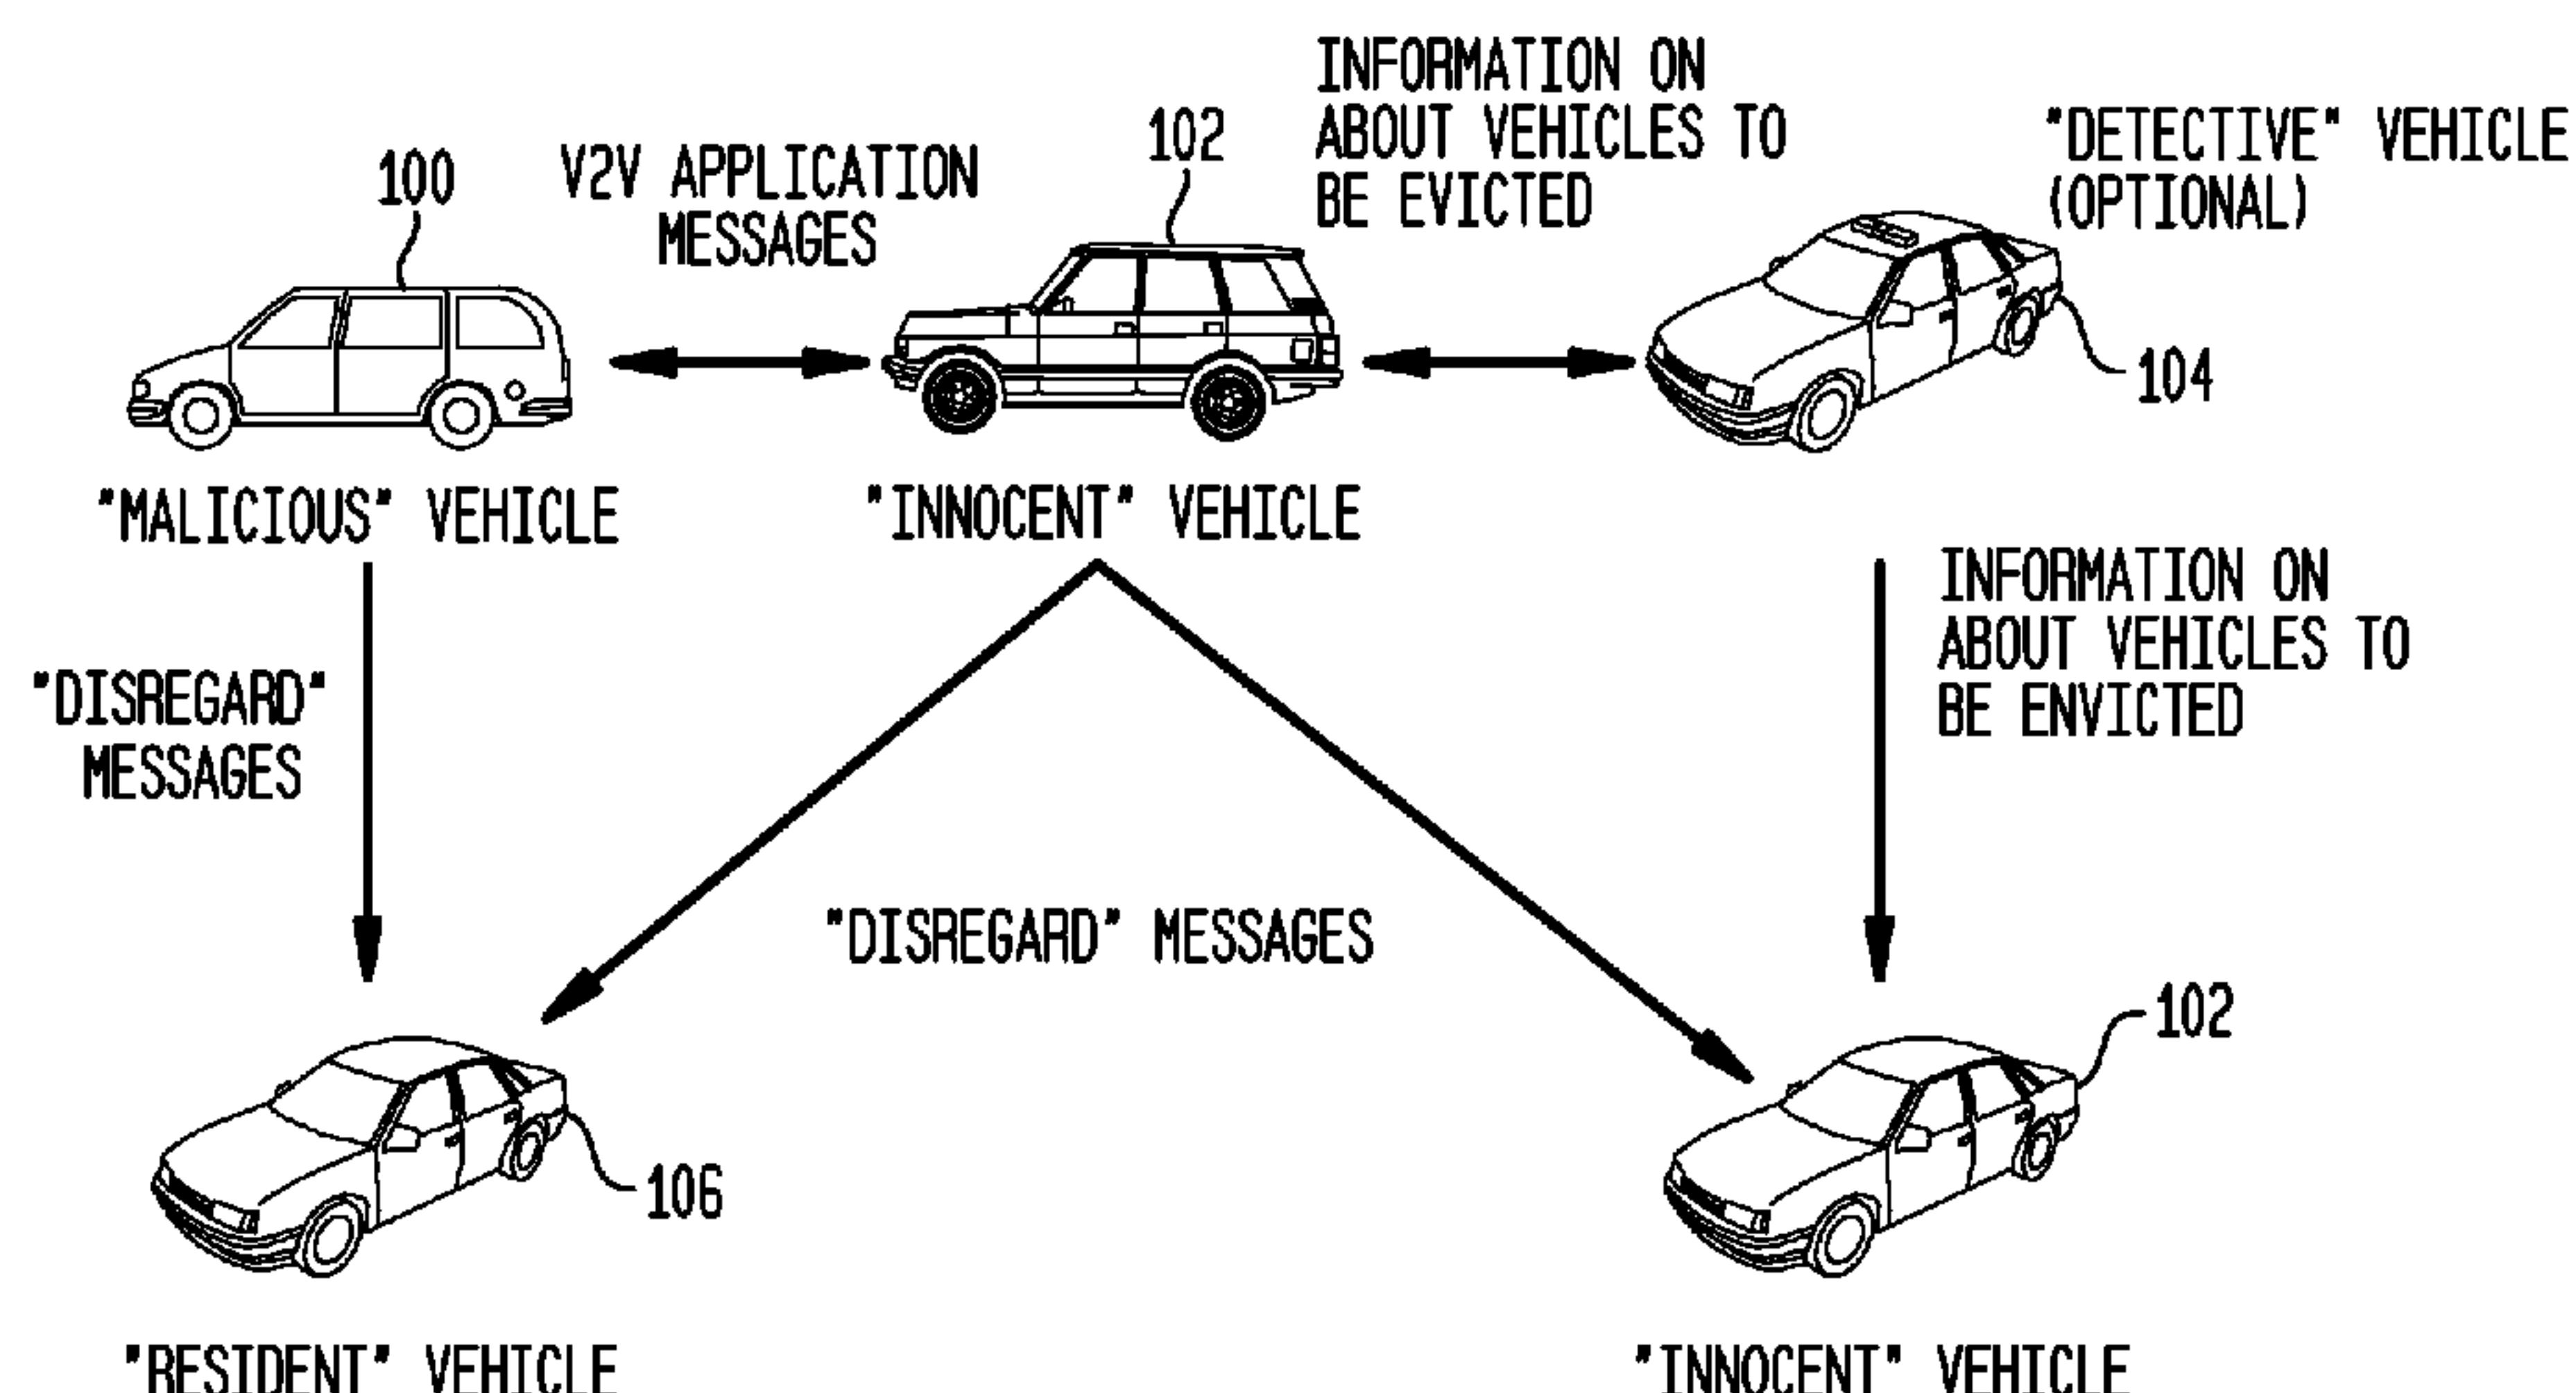 INFORMATION ON
ABOUT VEHICLES TO
BE EVICTED
102
"DETECTIVE" VEHICLE
(OPTIONAL)
100
V2V APPLICATION
MESSAGES
104
"MALICIOUS" VEHICLE
"INNOCENT" VEHICLE
INFORMATION ON
ABOUT VEHICLES TO
BE ENVICTED
"DISREGARD"
MESSAGES
"DISREGARD" MESSAGES
102
106
"RESIDENT" VEHICLE
"INNOCENT" VEHICLE